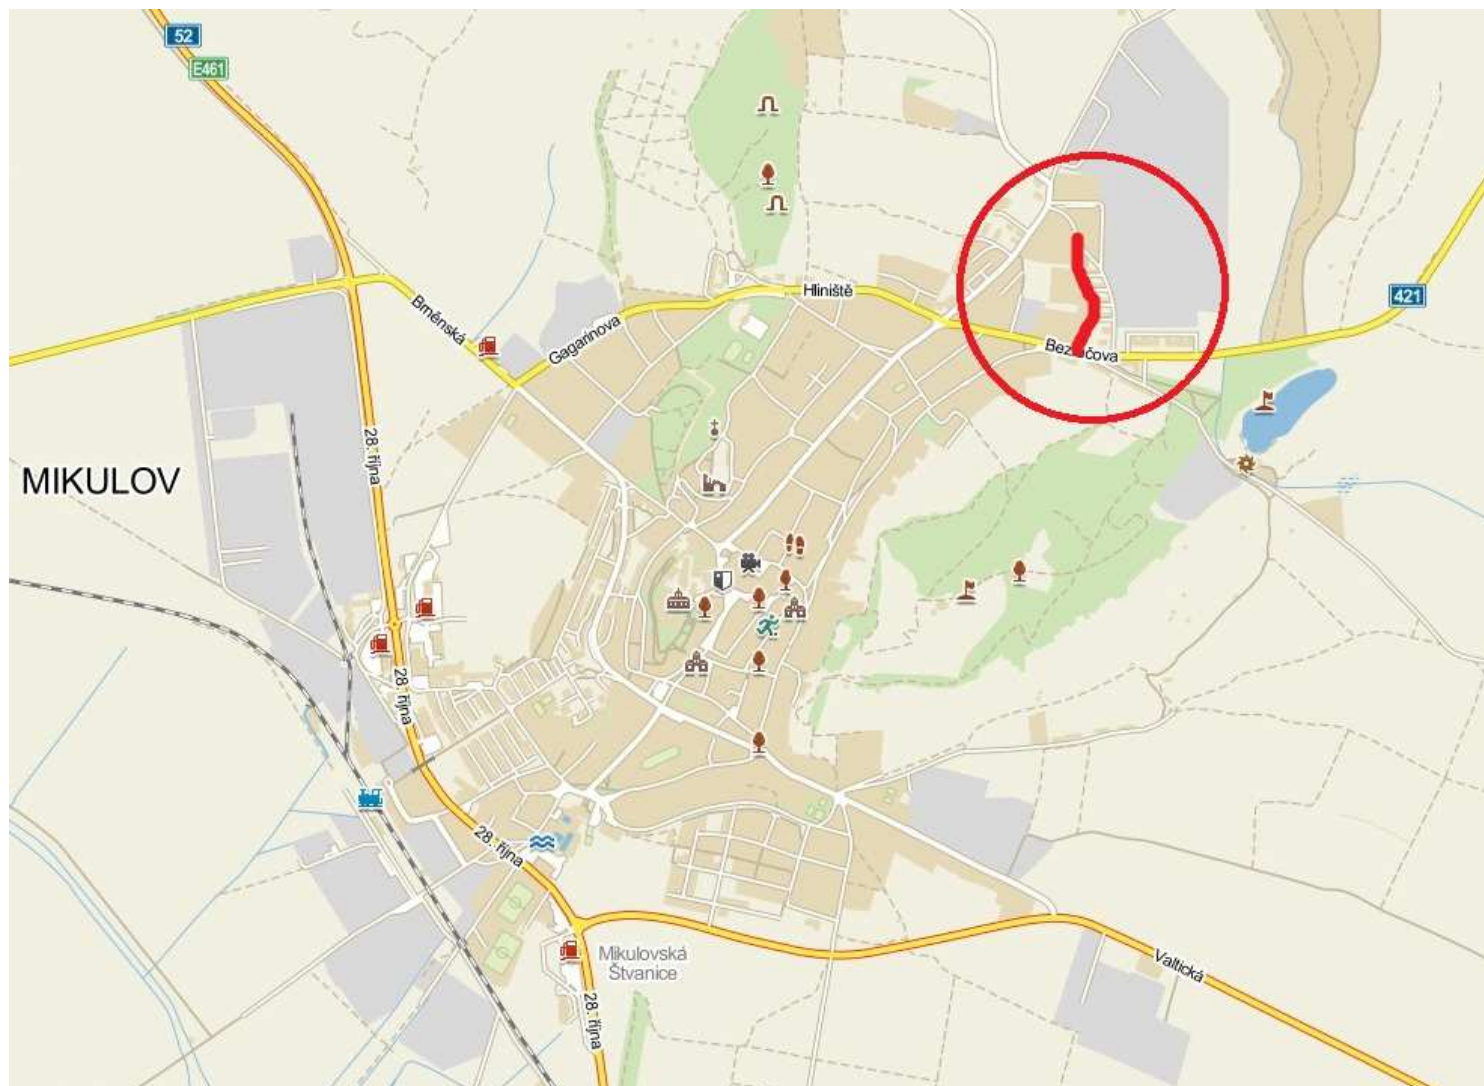 52
E461
Hliniště
421
Brněnská
Gagarinova
28. října
MIKULOV
28. října
28. října
Mikulovská
Štvanice
Valtická
28. října